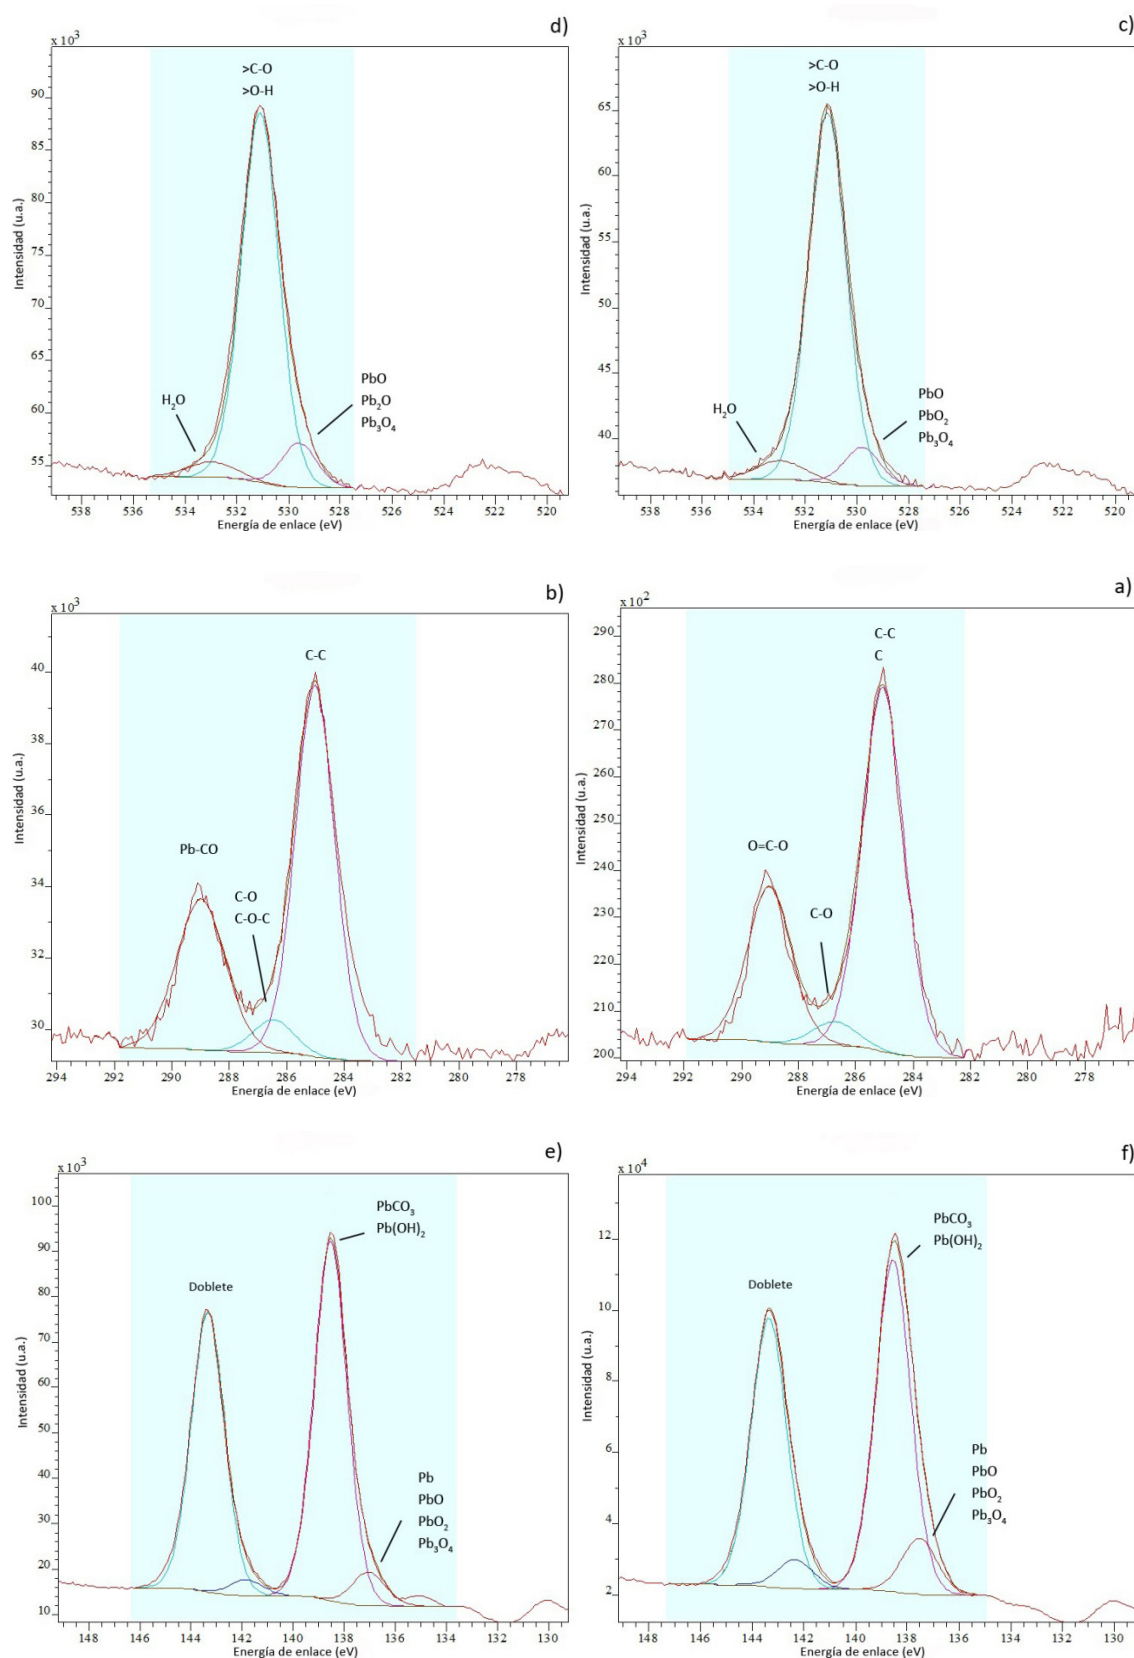 d)
x 10³
>C-O
>O-H
90
85
80
75
70
65
60
55
Intensidad (u.a.)
H₂O
PbO
Pb₂O
Pb₃O₄
538 536 534 532 530 528 526 524 522 520
Energía de enlace (eV)
c)
x 10³
>C-O
>O-H
65
60
55
50
45
40
Intensidad (u.a.)
H₂O
PbO
PbO₂
Pb₃O₄
538 536 534 532 530 528 526 524 522 520
Energía de enlace (eV)
b)
x 10³
C-C
40
38
36
34
32
30
Intensidad (u.a.)
Pb-CO
C-O
C-O-C
294 292 290 288 286 284 282 280 278
Energía de enlace (eV)
a)
x 10²
C-C
C
290
280
270
260
250
240
230
220
210
200
Intensidad (u.a.)
O=C-O
C-O
294 292 290 288 286 284 282 280 278
Energía de enlace (eV)
e)
x 10³
PbCO₃
Pb(OH)₂
100
90
80
70
60
50
40
30
20
10
Intensidad (u.a.)
Doblete
Pb
PbO
PbO₂
Pb₃O₄
148 146 144 142 140 138 136 134 132 130
Energía de enlace (eV)
f)
x 10⁴
PbCO₃
Pb(OH)₂
12
10
8
6
4
2
Intensidad (u.a.)
Doblete
Pb
PbO
PbO₂
Pb₃O₄
148 146 144 142 140 138 136 134 132 130
Energía de enlace (eV)